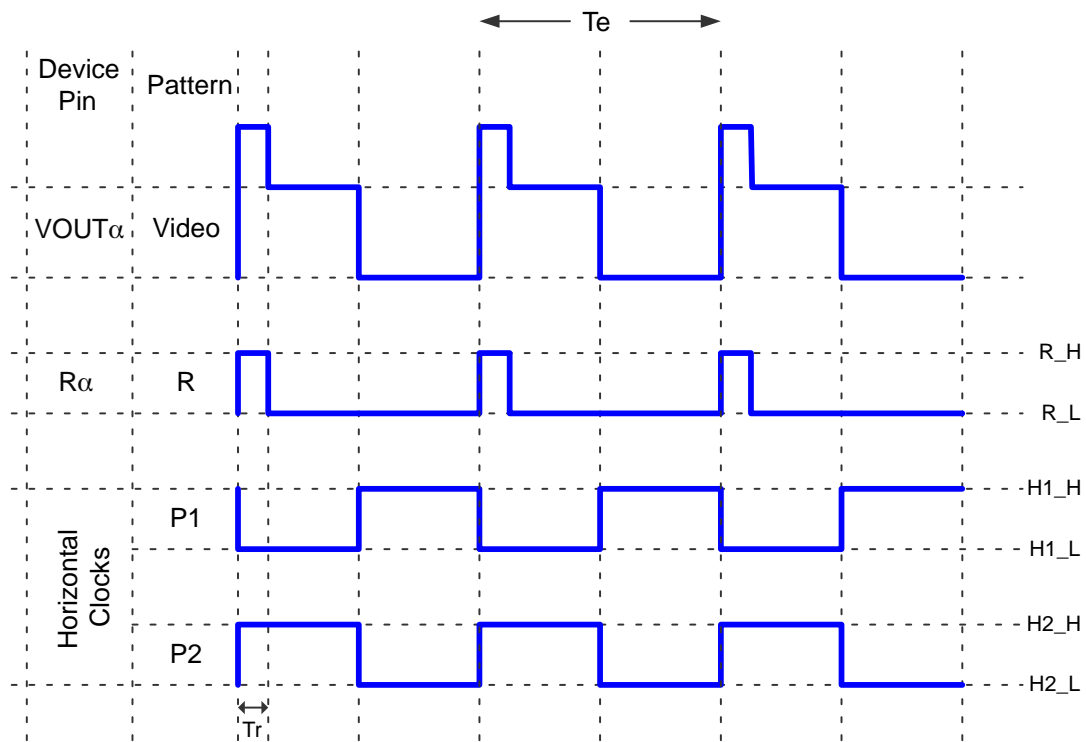 Te
Device
Pin
Pattern
VOUTα
Video
R_H
Rα
R
R_L
H1_H
P1
H1_L
Horizontal
Clocks
H2_H
P2
H2_L
Tr